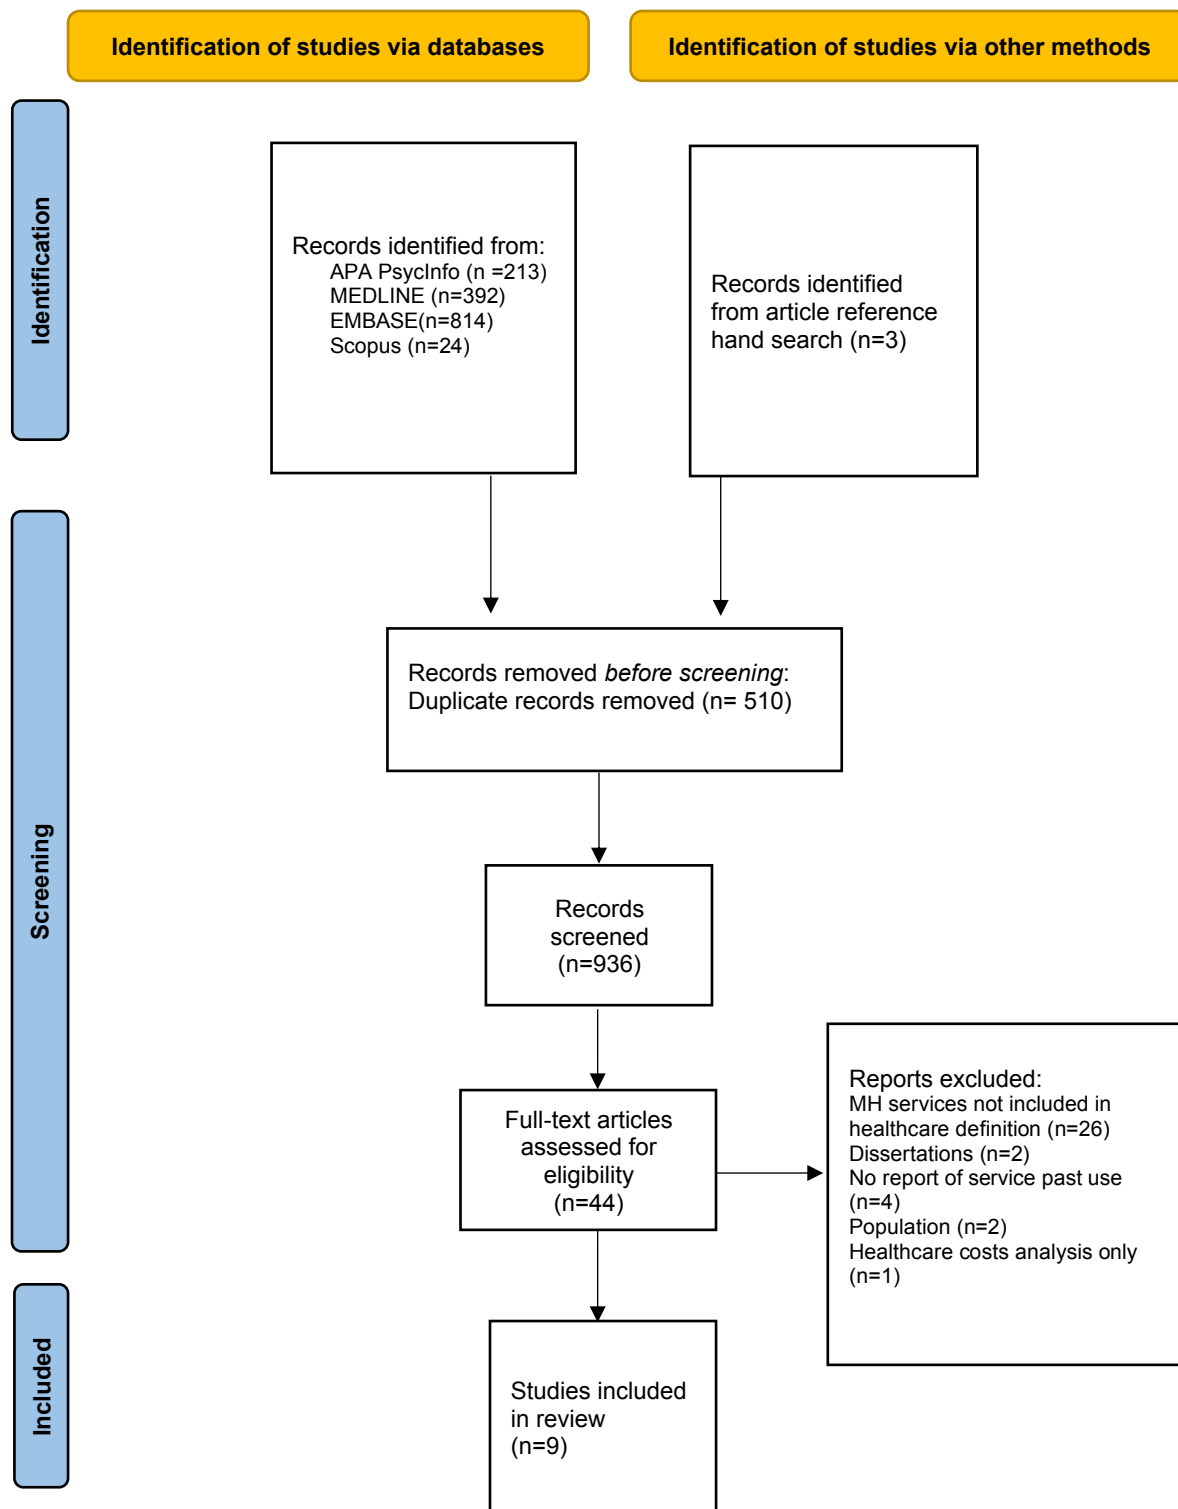 Identification of studies via databases
Identification of studies via other methods
Identification
Records identified from:
APA PsycInfo (n =213)
MEDLINE (n=392)
EMBASE(n=814)
Scopus (n=24)
Records identified
from article reference
hand search (n=3)
Screening
Records removed before screening:
Duplicate records removed (n= 510)
Records
screened
(n=936)
Full-text articles
assessed for
eligibility
(n=44)
Reports excluded:
MH services not included in
healthcare definition (n=26)
Dissertations (n=2)
No report of service past use
(n=4)
Population (n=2)
Healthcare costs analysis only
(n=1)
Included
Studies included
in review
(n=9)